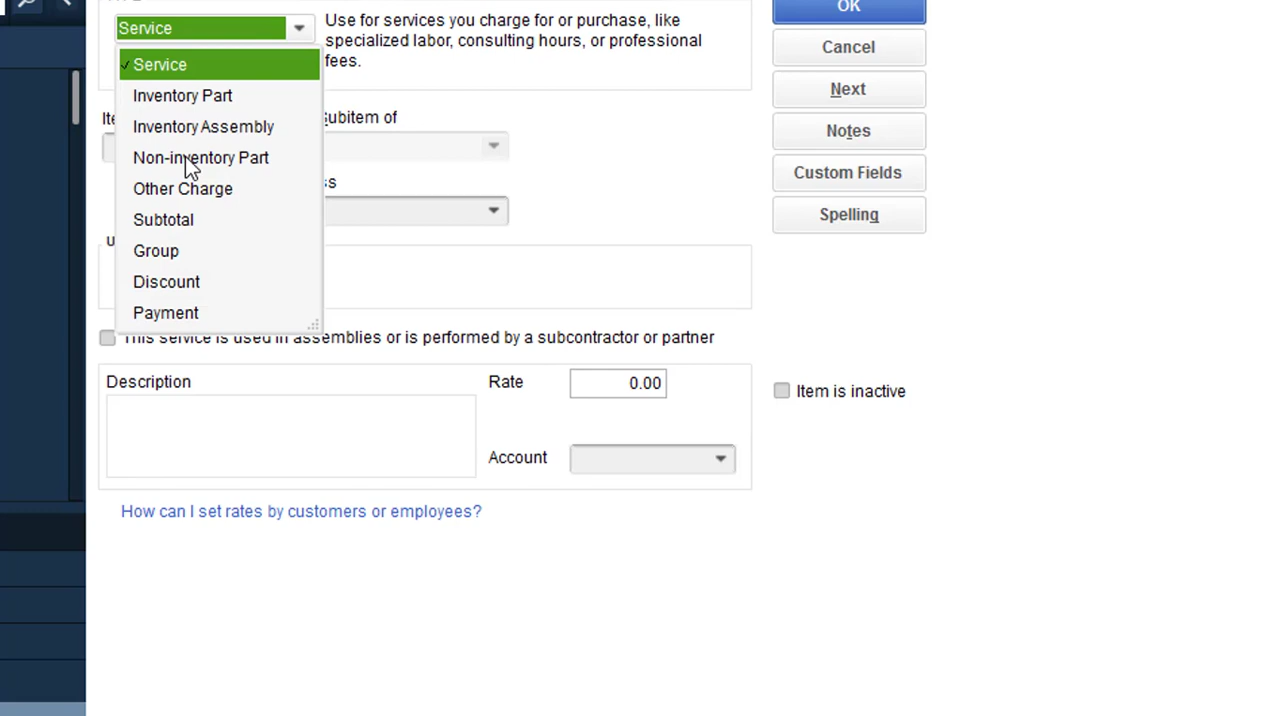 Service
Use for services you charge for or purchase, like
specialized labor, consulting hours, or professional
fees.
OK
Cancel
Next
Notes
Custom Fields
Spelling
Service
Inventory Part
Inventory Assembly
Non-inventory Part
Other Charge
Subtotal
Group
Discount
Payment
Subitem of
This service is used in assemblies or is performed by a subcontractor or partner
Description
Rate
0.00
Account
Item is inactive
How can I set rates by customers or employees?